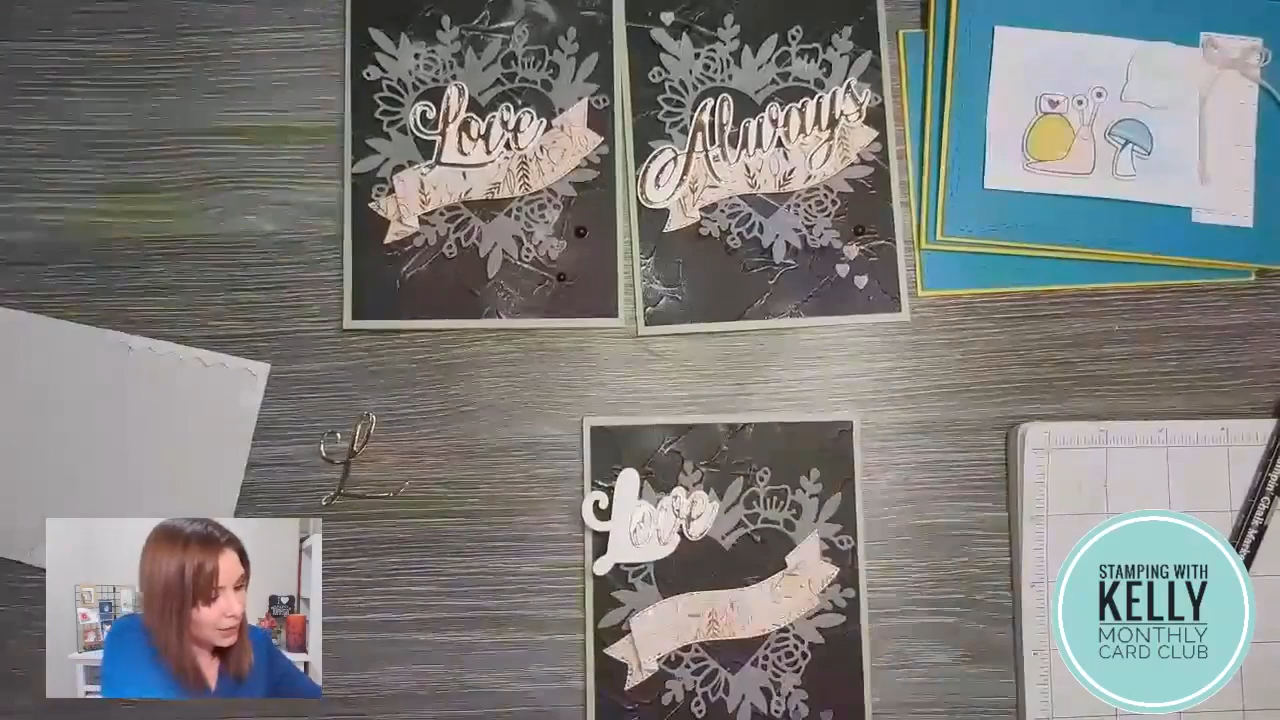 Love
Always
L
Love
STAMPING WITH
KELLY
MONTHLY
CARD CLUB